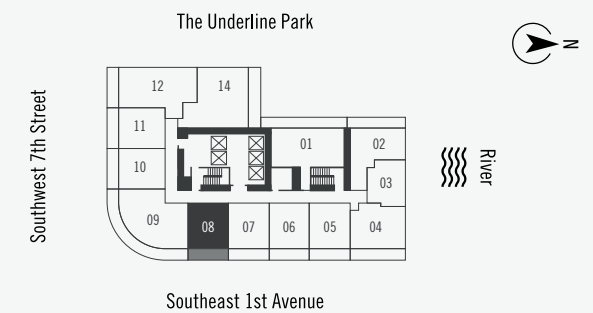 The Underline Park
N
Southwest 7th Street
12
14
11
01
02
10
03
09
08
07
06
05
04
River
Southeast 1st Avenue